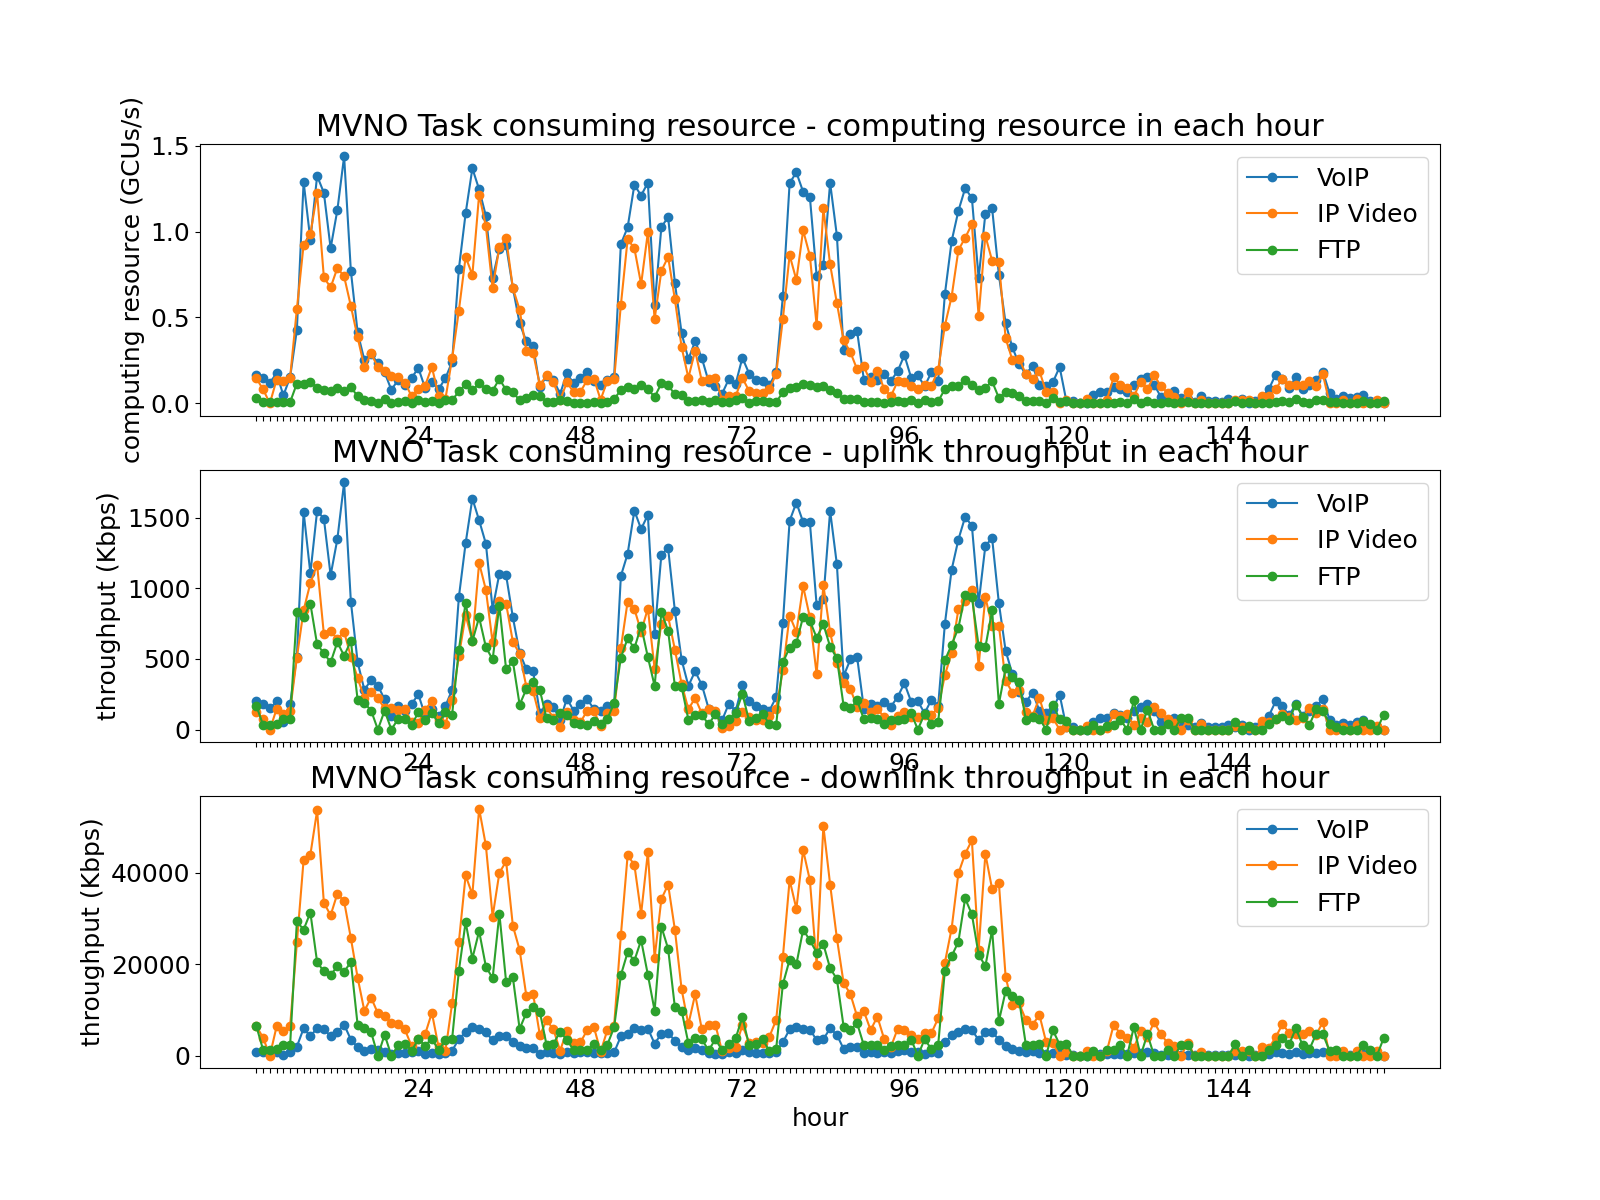 MVNO Task consuming resource - computing resource in each hour
computing resource (GCUs/s)
1.5
1.0
0.5
0.0
VoIP
IP Video
FTP
24 48 72 96 120 144
MVNO Task consuming resource - uplink throughput in each hour
throughput (Kbps)
1500
1000
500
0
VoIP
IP Video
FTP
24 48 72 96 120 144
MVNO Task consuming resource - downlink throughput in each hour
throughput (Kbps)
40000
20000
0
VoIP
IP Video
FTP
24 48 72 96 120 144
hour